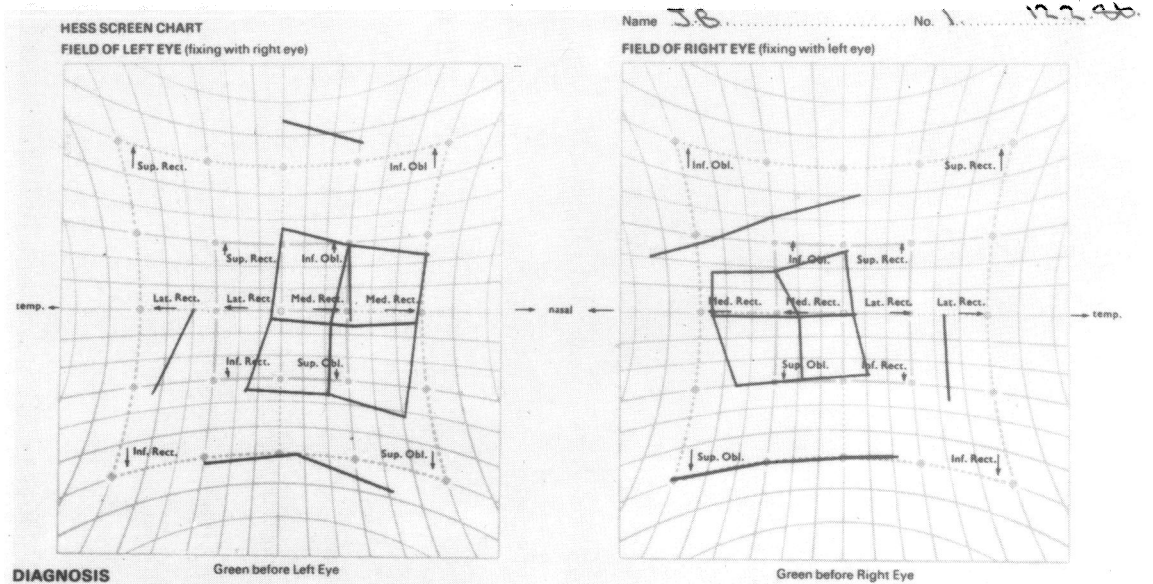 HESS SCREEN CHART
FIELD OF LEFT EYE (fixing with right eye)
Sup. Rect. Inf. Obl
Sup. Rect. Inf. Obl.
temp. Lat. Rect. Lat. Rect. Med. Rect. Med. Rect. nasal
Inf. Rect. Sup. Obl.
Inf. Rect. Sup. Obl.
Green before Left Eye
DIAGNOSIS
Name J.B. No. 1. 12.2.86.
FIELD OF RIGHT EYE (fixing with left eye)
Inf. Obl. Sup. Rect.
Inf. Obl. Sup. Rect.
Med. Rect. Med. Rect. Lat. Rect. Lat. Rect. temp.
Sup. Obl. Inf. Rect.
Sup. Obl. Inf. Rect.
Green before Right Eye